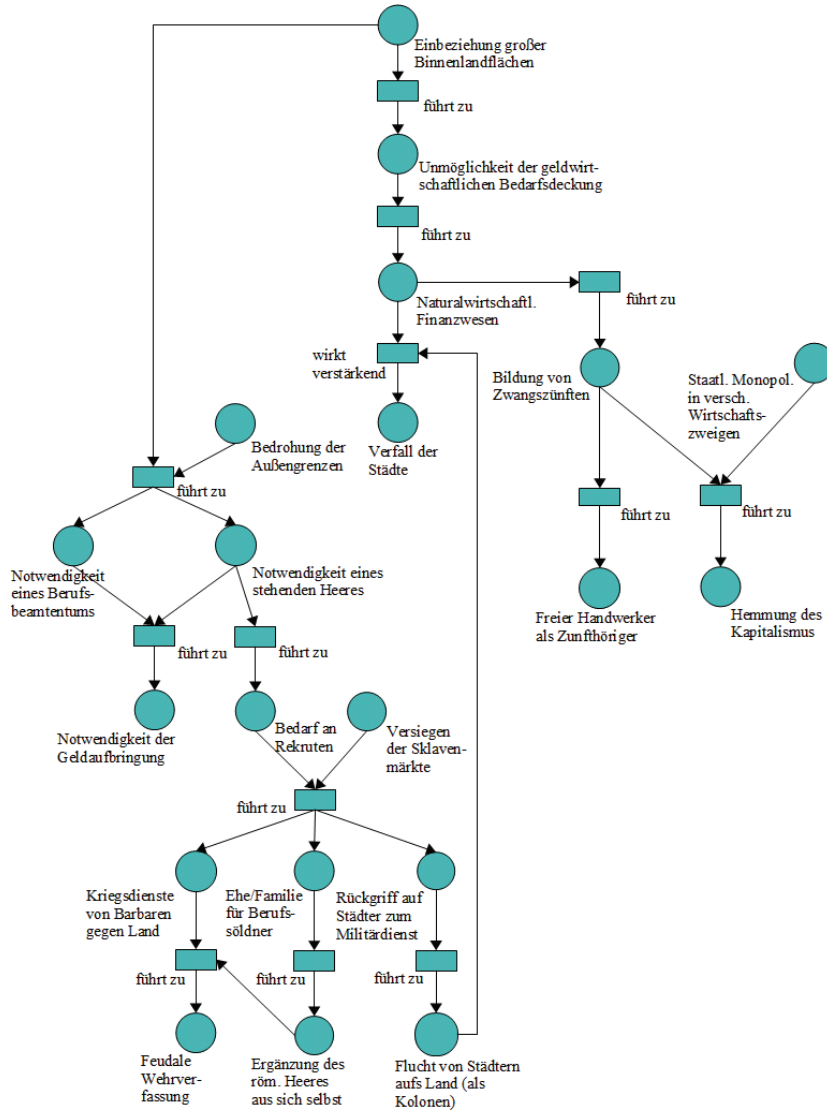 Einbeziehung großer
Binnenlandflächen
führt zu
Unmöglichkeit der geldwirt-
schaftlichen Bedarfsdeckung
führt zu
Naturalwirtschaftl.
Finanzwesen
führt zu
wirkt
verstärkend
Bildung von
Zwangszünften
Staatl. Monopol.
in versch.
Wirtschafts-
zweigen
Bedrohung der
Außengrenzen
Verfall der
Städte
führt zu
führt zu
führt zu
Notwendigkeit
eines Berufs-
beamtentums
Notwendigkeit eines
stehenden Heeres
Freier Handwerker
als Zunfthöriger
Hemmung des
Kapitalismus
führt zu
führt zu
Notwendigkeit der
Geldaufbringung
Bedarf an
Rekruten
Versiegen
der Sklaven-
märkte
führt zu
Kriegsdienste
von Barbaren
gegen Land
Ehe/Familie
für Berufs-
söldner
Rückgriff auf
Städter zum
Militärdienst
führt zu
führt zu
führt zu
Feudale
Wehrver-
fassung
Ergänzung des
röm. Heeres
aus sich selbst
Flucht von Städtern
aufs Land (als
Kolonen)